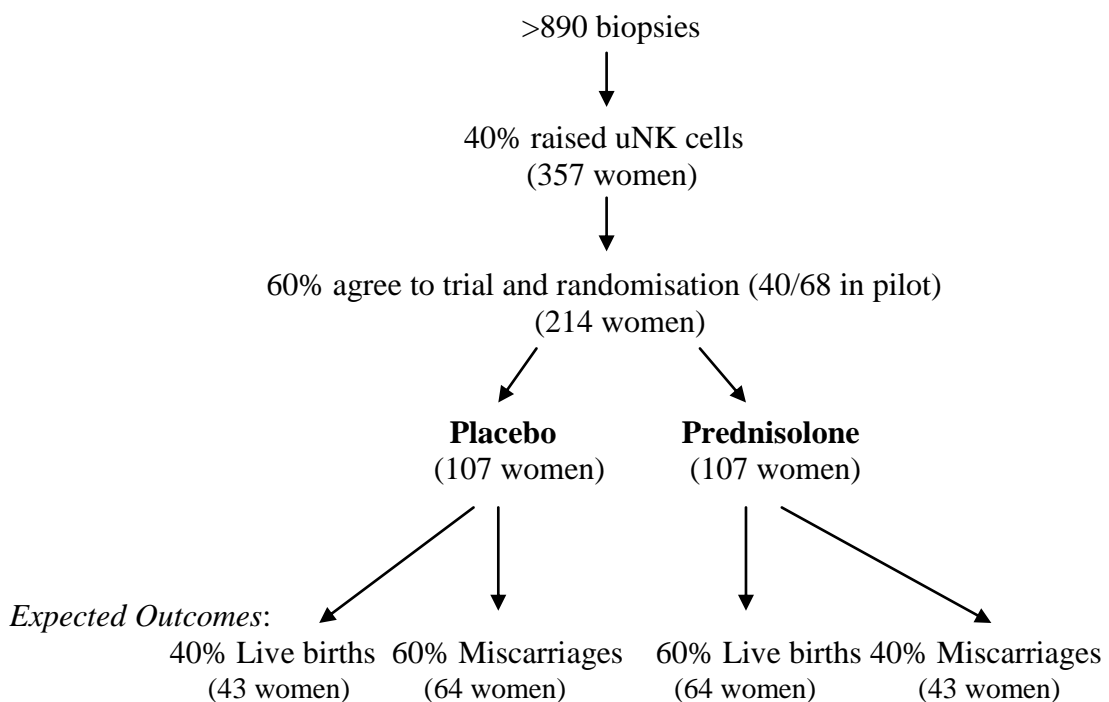 >890 biopsies
40% raised uNK cells
(357 women)
60% agree to trial and randomisation (40/68 in pilot)
(214 women)
Placebo Prednisolone
(107 women) (107 women)
Expected Outcomes:
40% Live births 60% Miscarriages 60% Live births 40% Miscarriages
(43 women) (64 women) (64 women) (43 women)